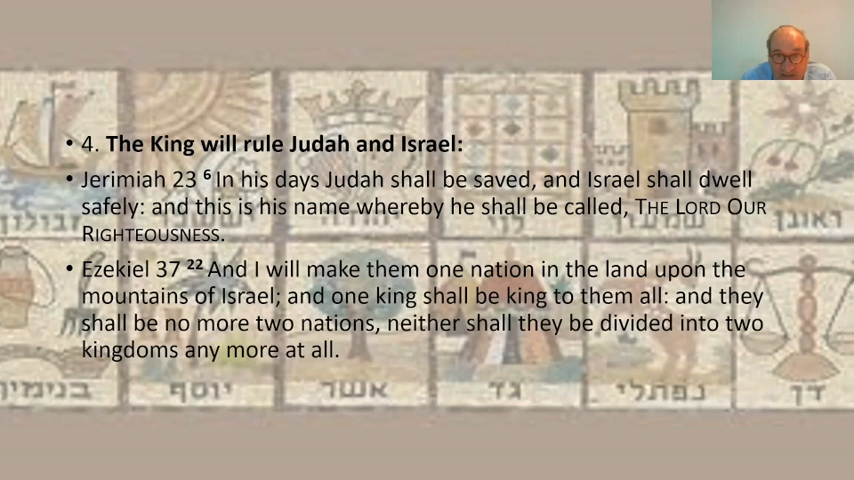 • 4. The King will rule Judah and Israel:
• Jerimiah 23 6 In his days Judah shall be saved, and Israel shall dwell
safely: and this is his name whereby he shall be called, THE LORD OUR
RIGHTEOUSNESS.
• Ezekiel 37 22 And I will make them one nation in the land upon the
mountains of Israel; and one king shall be king to them all: and they
shall be no more two nations, neither shall they be divided into two
kingdoms any more at all.
ראובן
בנימין יוסף אשר גד נפתלי דן